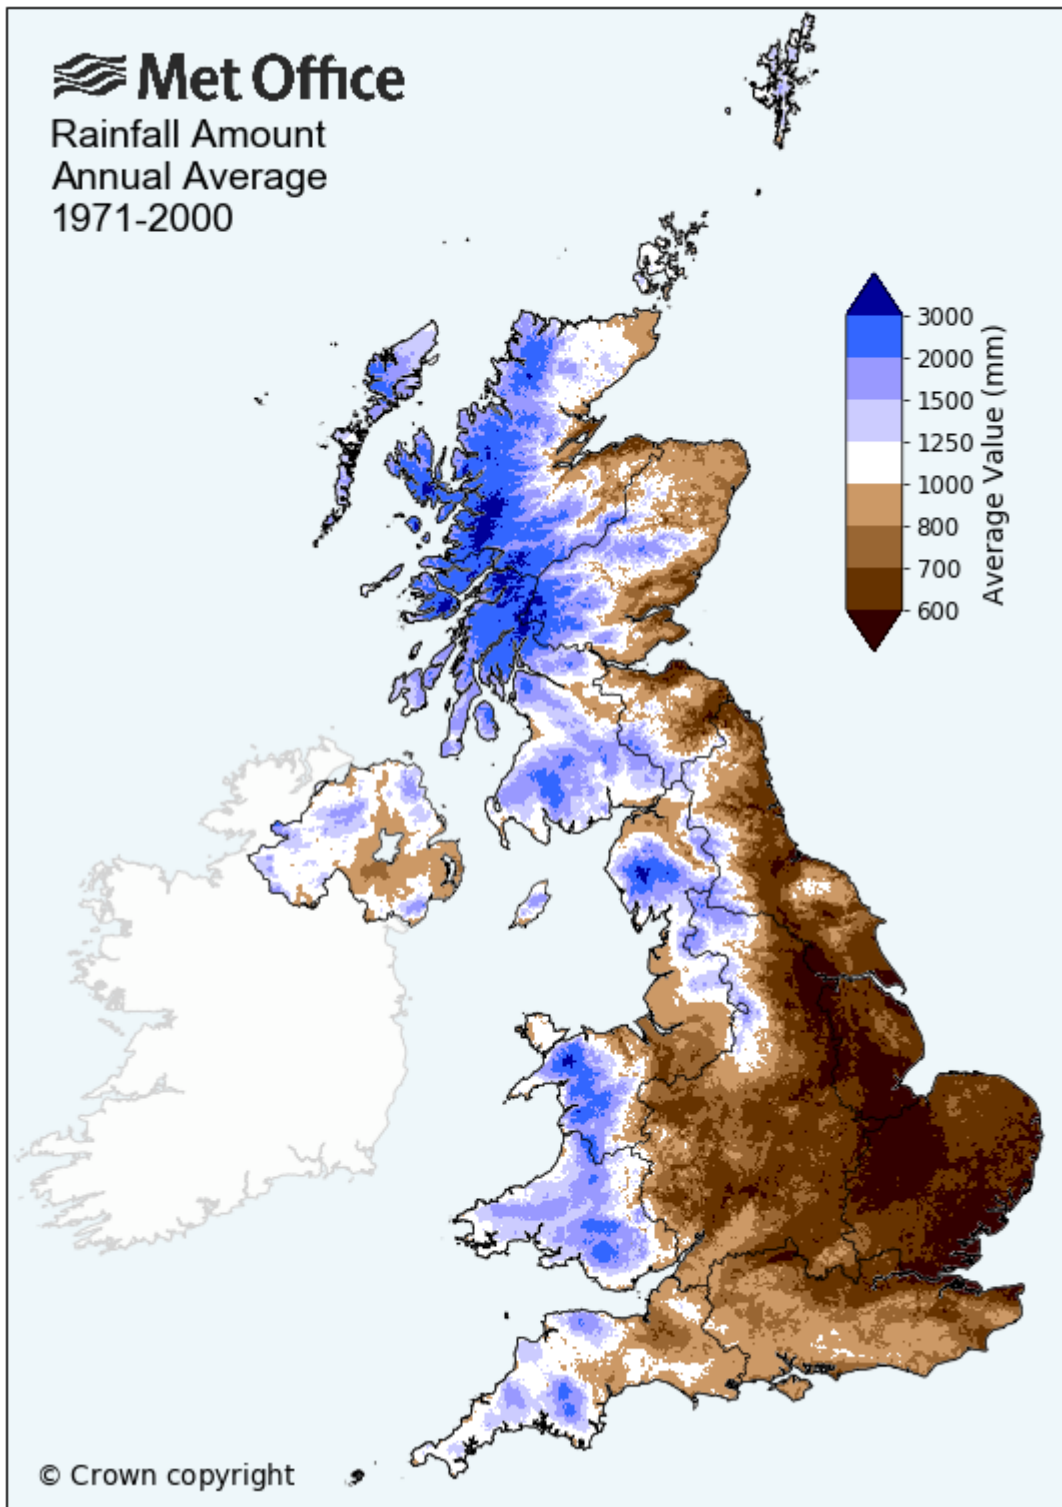 Met Office
Rainfall Amount
Annual Average
1971-2000
3000
2000
1500
1250
1000
800
700
600
Average Value (mm)
© Crown copyright